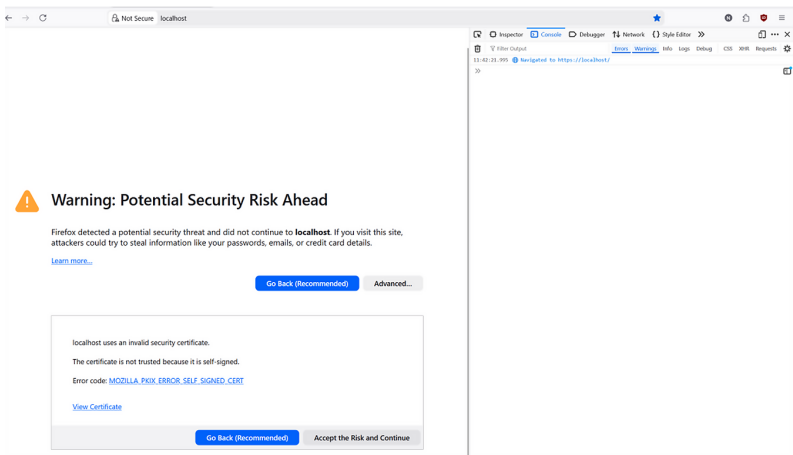 Not Secure localhost
Inspector Console Debugger Network Style Editor
Filter Output Errors Warnings Info Logs Debug CSS XHR Requests
11:42:31.995 Navigated to https://localhost/
Warning: Potential Security Risk Ahead
Firefox detected a potential security threat and did not continue to localhost. If you visit this site,
attackers could try to steal information like your passwords, emails, or credit card details.
Learn more...
Go Back (Recommended) Advanced...
localhost uses an invalid security certificate.
The certificate is not trusted because it is self-signed.
Error code: MOZILLA_PKIX_ERROR_SELF_SIGNED_CERT
View Certificate
Go Back (Recommended) Accept the Risk and Continue